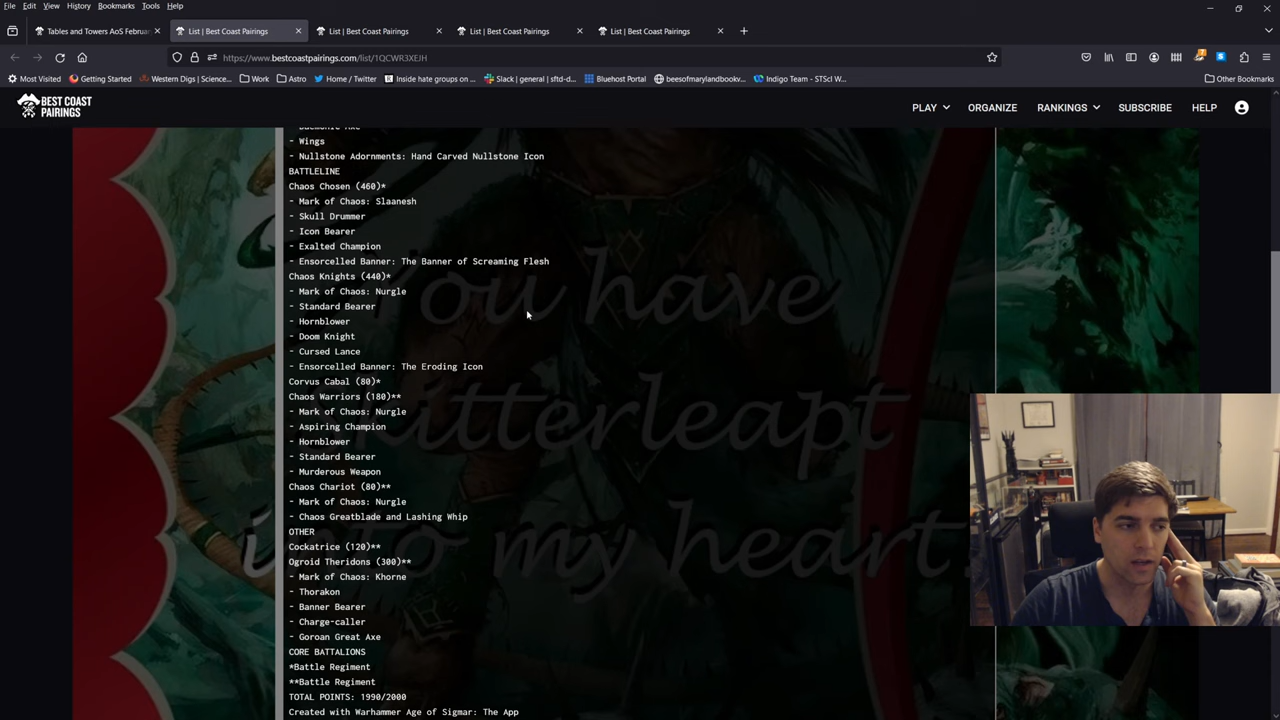 File Edit View History Bookmarks Tools Help
Tables and Towers AoS Februar
List | Best Coast Pairings
List | Best Coast Pairings
List | Best Coast Pairings
List | Best Coast Pairings
https://www.bestcoastpairings.com/list/1QCWR3XEJH
Most Visited Getting Started Western Digs | Science... Work Astro Home / Twitter Inside hate groups on ... Slack | general | sftd-d... Bluehost Portal beesofmarylandbookv... Indigo Team - STScI W... Other Bookmarks
BEST COAST
PAIRINGS
PLAY ORGANIZE RANKINGS SUBSCRIBE HELP
Daemonic Axe
- Wings
- Nullstone Adornments: Hand Carved Nullstone Icon
BATTLELINE
Chaos Chosen (460)*
- Mark of Chaos: Slaanesh
- Skull Drummer
- Icon Bearer
- Exalted Champion
- Ensorcelled Banner: The Banner of Screaming Flesh
Chaos Knights (440)*
- Mark of Chaos: Nurgle
- Standard Bearer
- Hornblower
- Doom Knight
- Cursed Lance
- Ensorcelled Banner: The Eroding Icon
Corvus Cabal (80)*
Chaos Warriors (180)**
- Mark of Chaos: Nurgle
- Aspiring Champion
- Hornblower
- Standard Bearer
- Murderous Weapon
Chaos Chariot (80)**
- Mark of Chaos: Nurgle
- Chaos Greatblade and Lashing Whip
OTHER
Cockatrice (120)**
Ogroid Theridons (300)**
- Mark of Chaos: Khorne
- Thorakon
- Banner Bearer
- Charge-caller
- Goroan Great Axe
CORE BATTALIONS
*Battle Regiment
**Battle Regiment
TOTAL POINTS: 1990/2000
Created with Warhammer Age of Sigmar: The App
You have
kitterleapt
into my heart.